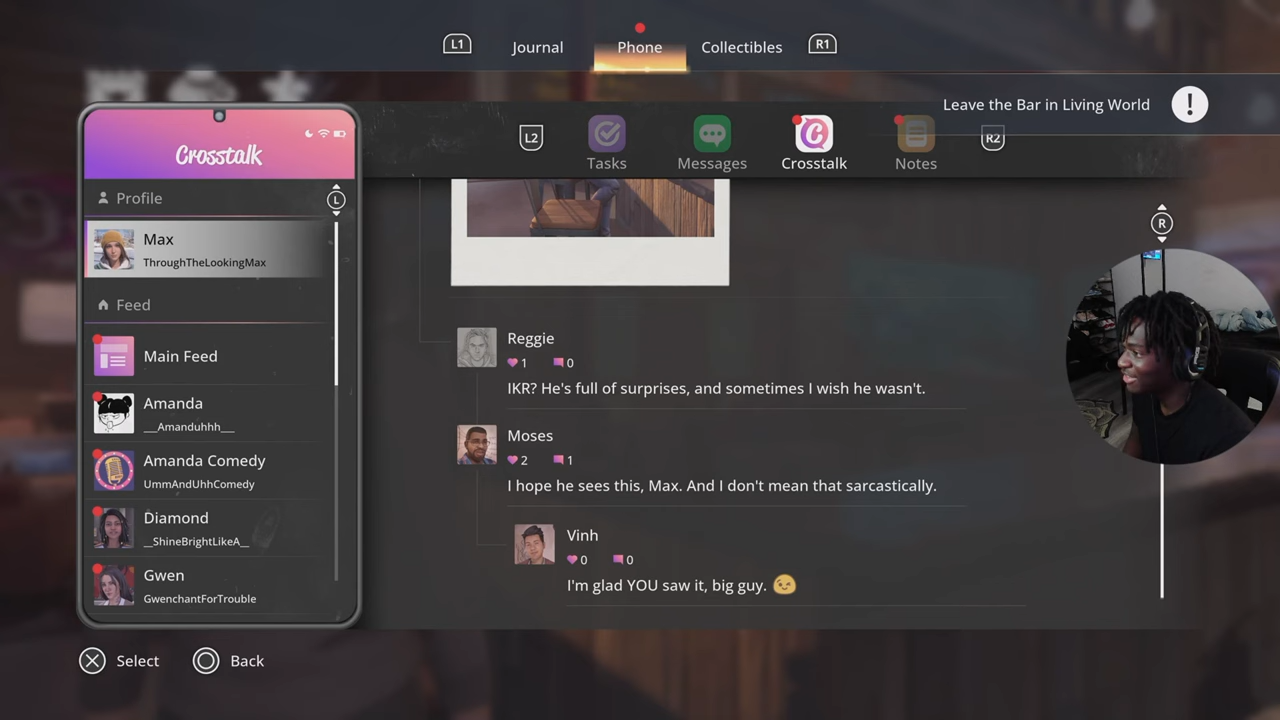 L1
Journal
Phone
Collectibles
R1
Leave the Bar in Living World
!
Crosstalk
L2
Tasks
Messages
Crosstalk
Notes
R2
Profile
L
Max
ThroughTheLookingMax
Feed
Main Feed
Amanda
___Amanduhhh___
Amanda Comedy
UmmAndUhhComedy
Diamond
__ShineBrightLikeA__
Gwen
GwenchantForTrouble
R
Reggie
1 0
IKR? He's full of surprises, and sometimes I wish he wasn't.
Moses
2 1
I hope he sees this, Max. And I don't mean that sarcastically.
Vinh
0 0
I'm glad YOU saw it, big guy. 😉
Select
Back